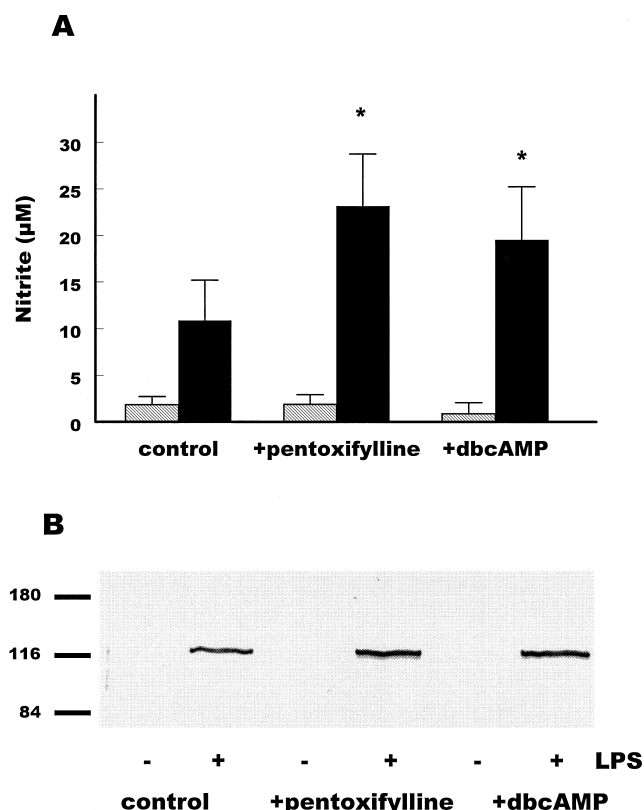 A
*
*
30
25
20
15
10
5
0
Nitrite (µM)
control +pentoxifylline +dbcAMP
B
180
116
84
- + - + - + LPS
control +pentoxifylline +dbcAMP